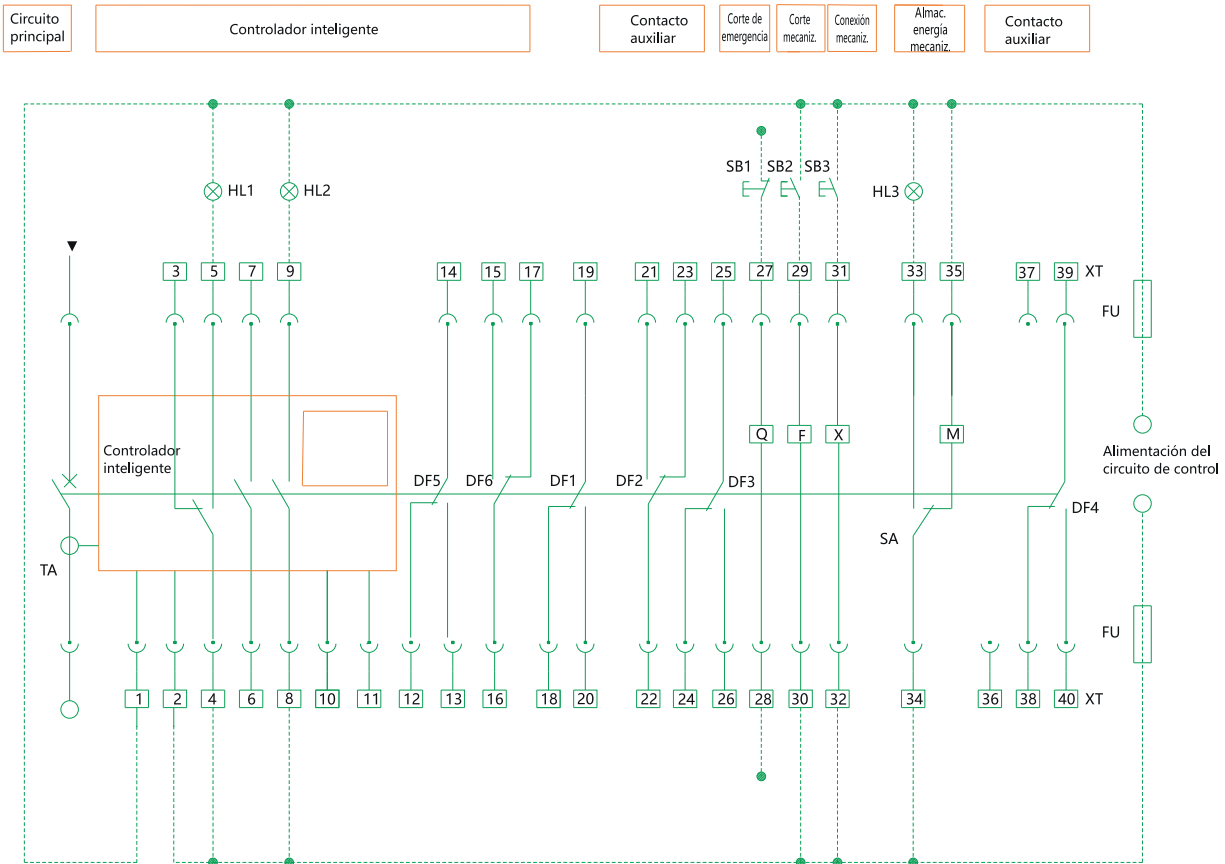 Circuito
principal
Controlador inteligente
Contacto
auxiliar
Corte de
emergencia
Corte
mecaniz.
Conexión
mecaniz.
Almac.
energía
mecaniz.
Contacto
auxiliar
SB1 SB2 SB3
HL1 HL2 HL3
3 5 7 9 14 15 17 19 21 23 25 27 29 31 33 35 37 39 XT
FU
Q F X M
Controlador
inteligente
Alimentación del
circuito de control
DF5 DF6 DF1 DF2 DF3
DF4
SA
TA
FU
1 2 4 6 8 10 11 12 13 16 18 20 22 24 26 28 30 32 34 36 38 40 XT